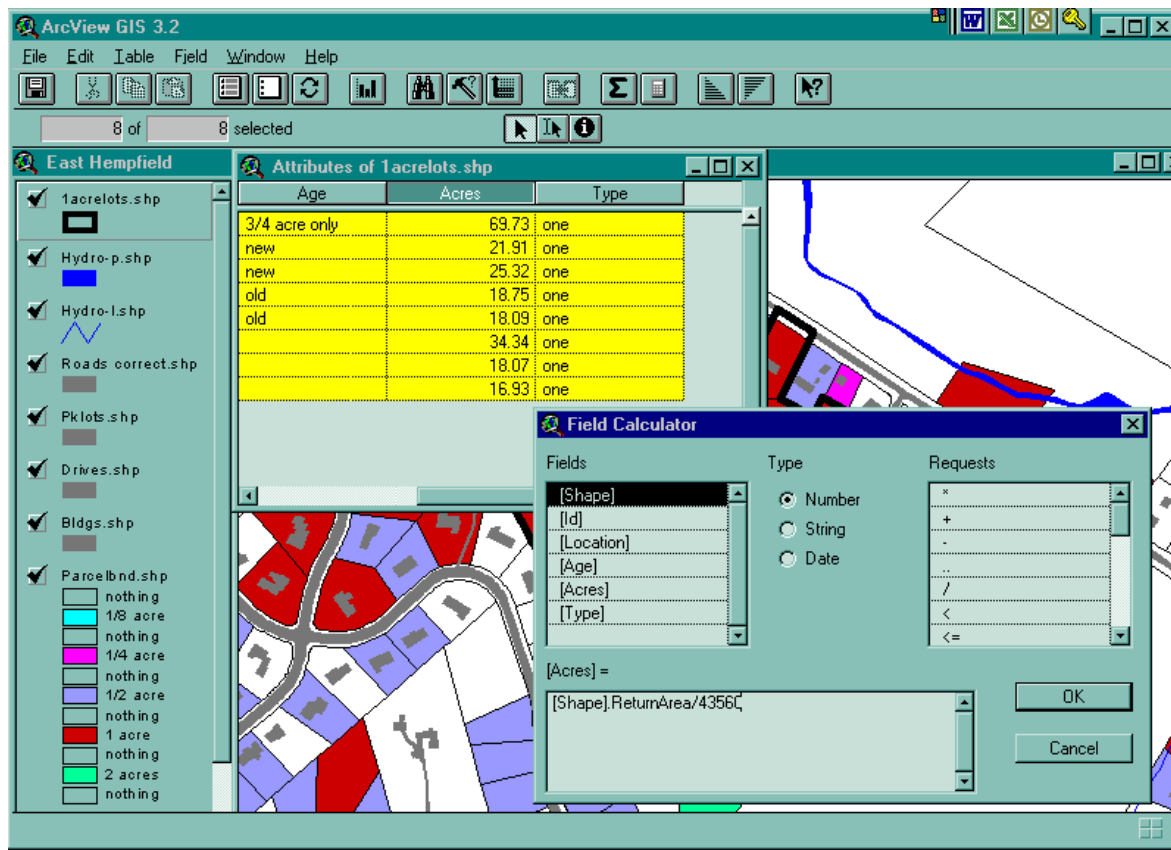 ArcView GIS 3.2
File Edit Table Field Window Help
8 of 8 selected
East Hempfield
1acrelots.shp
Hydro-p.shp
Hydro-l.shp
Roads correct.shp
Pklots.shp
Drives.shp
Bldgs.shp
Parcelbnd.shp
nothing
1/8 acre
nothing
1/4 acre
nothing
1/2 acre
nothing
1 acre
nothing
2 acres
nothing
Attributes of 1acrelots.shp
Age Acres Type
3/4 acre only 69.73 one
new 21.91 one
new 25.32 one
old 18.75 one
old 18.09 one
34.34 one
18.07 one
16.93 one
Field Calculator
Fields Type Requests
[Shape]
[Id]
[Location]
[Age]
[Acres]
[Type]
Number
String
Date
*
+
-
..
/
<
<=
[Acres] =
[Shape].ReturnArea/43560
OK
Cancel